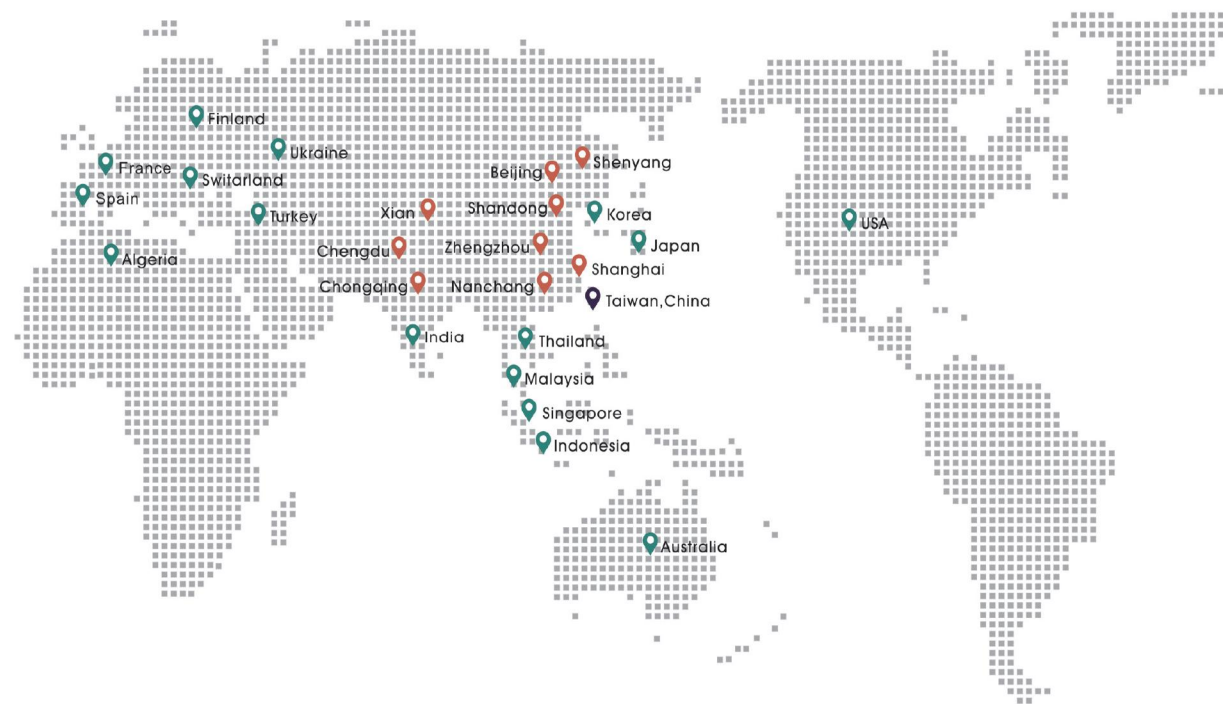 Finland
Ukraine
Shenyang
France
Beijing
Switarland
Spain
Xian
Shandong
Korea
Turkey
USA
Japan
Zhengzhou
Chengdu
Algeria
Shanghai
Chongqing
Nanchang
Taiwan,China
India
Thailand
Malaysia
Singapore
Indonesia
Australia